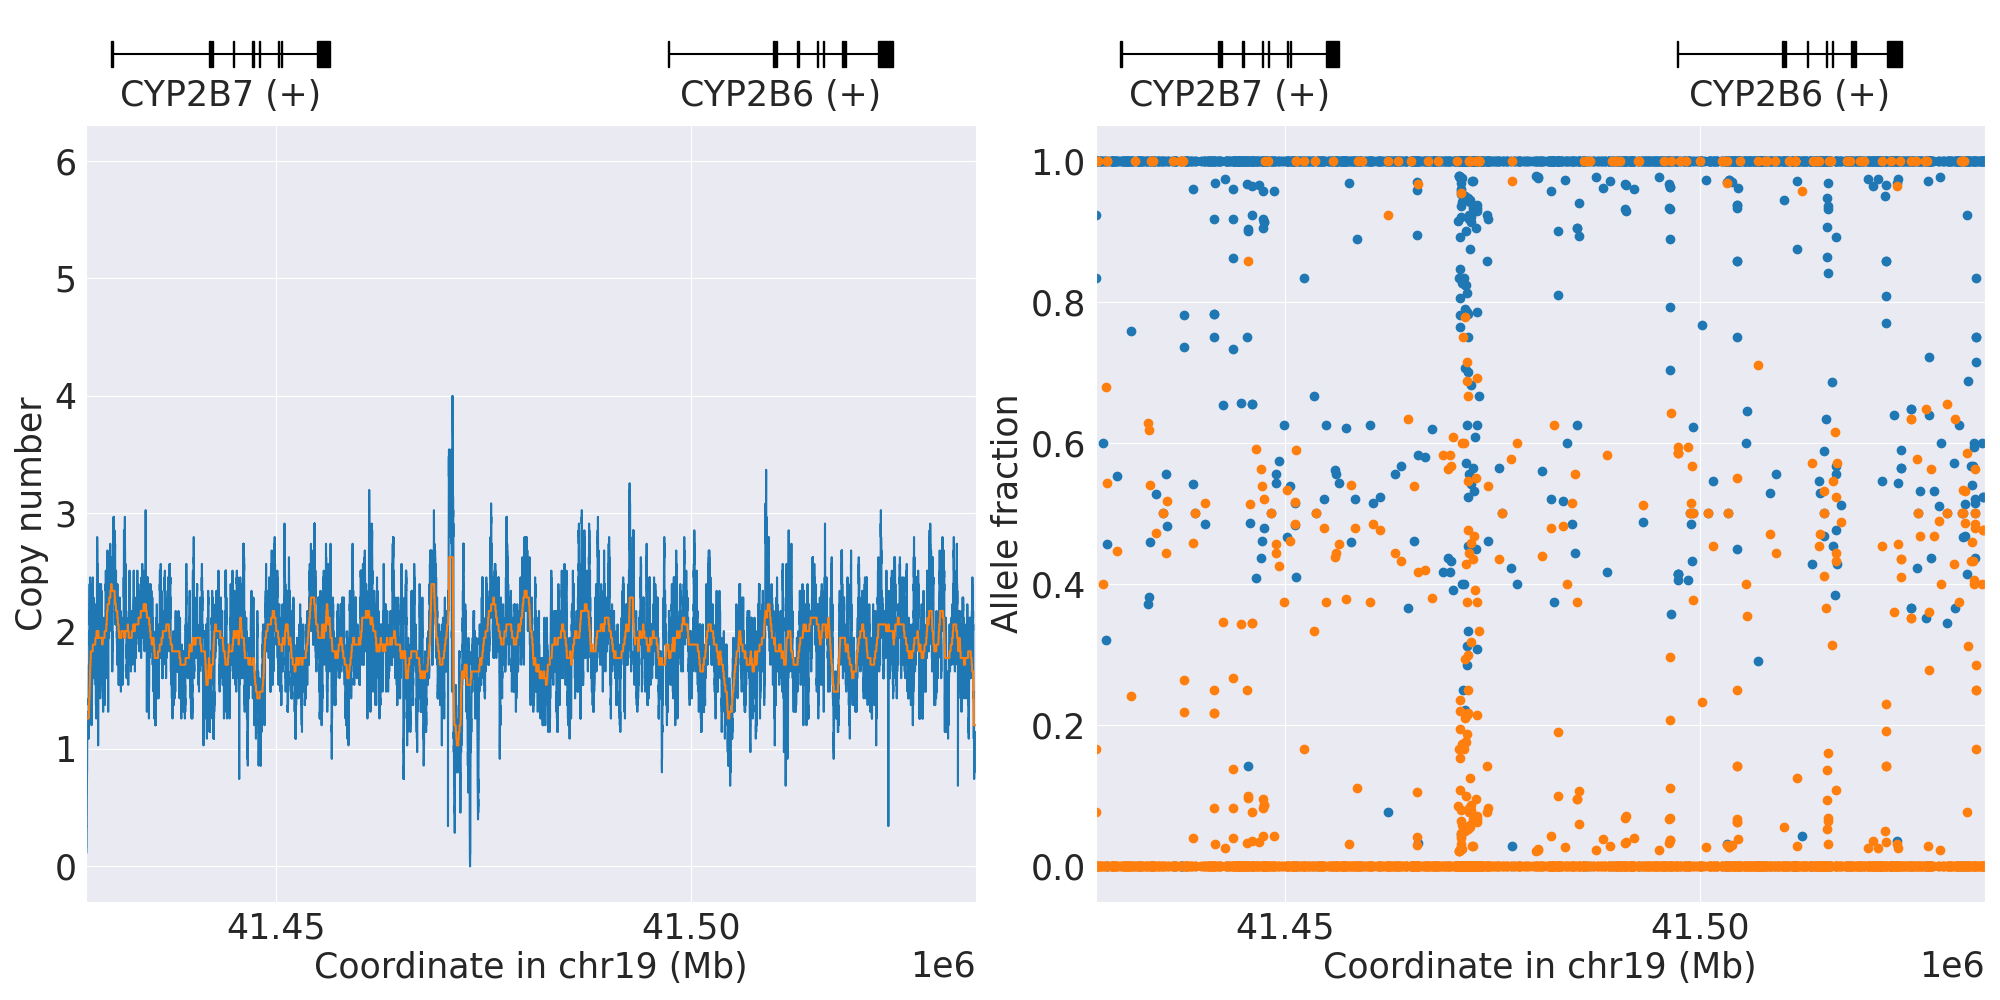 CYP2B7 (+)
CYP2B6 (+)
6
5
4
3
2
1
0
Copy number
41.45
41.50
Coordinate in chr19 (Mb)
1e6
CYP2B7 (+)
CYP2B6 (+)
1.0
0.8
0.6
0.4
0.2
0.0
Allele fraction
41.45
41.50
Coordinate in chr19 (Mb)
1e6